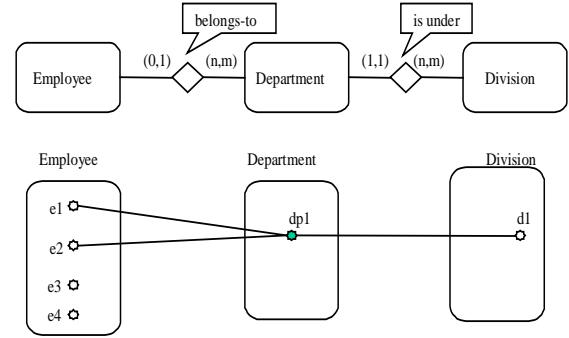 belongs-to
is under
(0,1)
(n,m)
(1,1)
(n,m)
Employee
Department
Division
Employee
Department
Division
e1
dp1
d1
e2
e3
e4